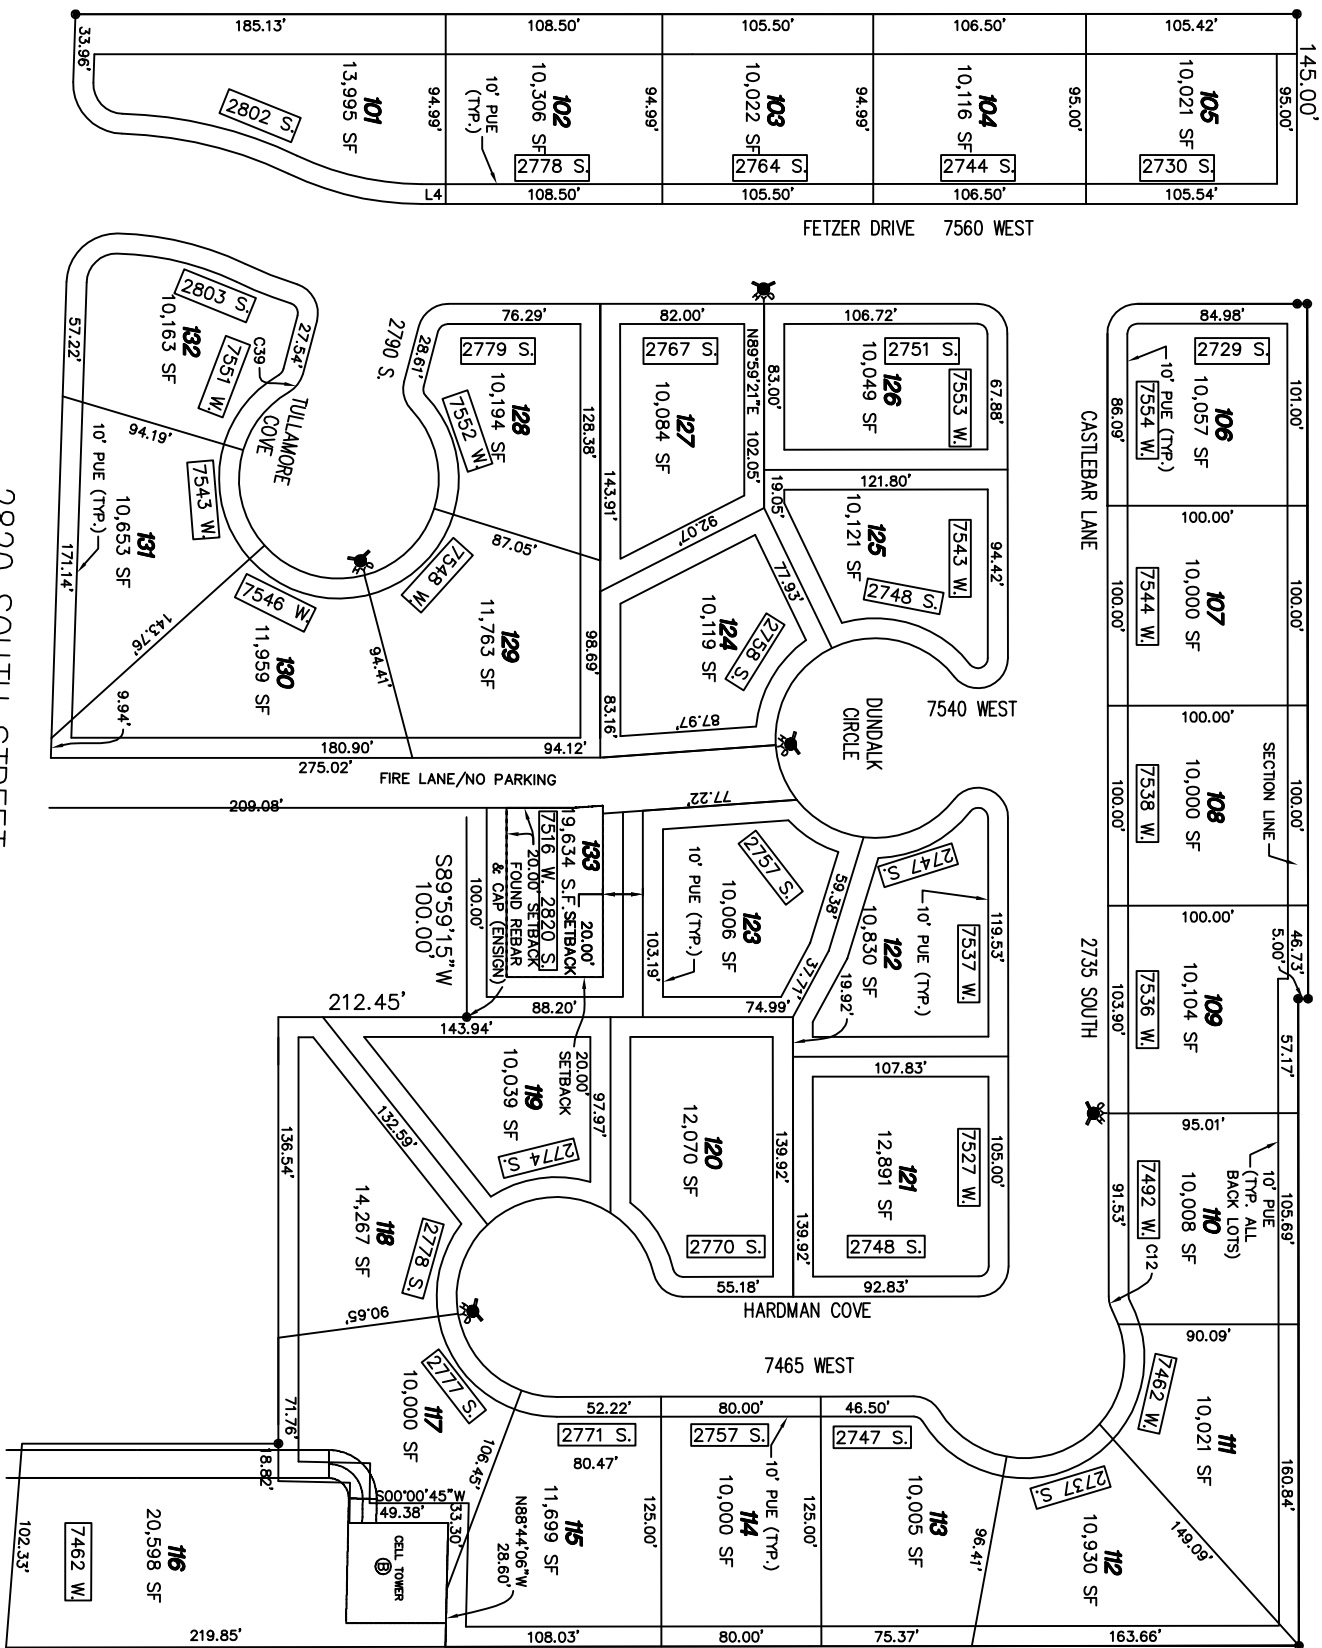 185.13'
108.50'
105.50'
106.50'
105.42'
145.00'
33.96'
101
13,995 SF
2802 S.
94.99'
10' PUE
(TYP.)
102
10,306 SF
2778 S.
94.99'
103
10,022 SF
2764 S.
94.99'
104
10,116 SF
2744 S.
95.00'
105
10,021 SF
2730 S.
95.00'
L4
108.50'
105.50'
106.50'
105.54'
FETZER DRIVE 7560 WEST
2803 S.
132
10,163 SF
7551 W.
27.54'
C39
57.22'
94.19'
TULLAMORE
COVE
2790 S.
28.61'
76.29'
2779 S.
128
10,194 SF
7552 W.
128.38'
82.00'
2767 S.
127
10,084 SF
143.91'
92.07'
N89°59'21"E 102.05'
83.00'
19.05'
106.72'
2751 S.
126
10,049 SF
7553 W.
67.88'
121.80'
125
10,121 SF
7543 W.
2748 S.
94.42'
77.93'
84.98'
2729 S.
106
10,057 SF
10' PUE (TYP.)
7554 W.
86.09'
101.00'
100.00'
CASTLEBAR LANE
107
10,000 SF
7544 W.
100.00'
100.00'
100.00'
108
10,000 SF
7538 W.
100.00'
100.00'
SECTION LINE
100.00'
109
10,104 SF
7536 W.
103.90'
46.73'
5.00'
57.17'
2735 SOUTH
95.01'
110
10,008 SF
7492 W.
C12
91.53'
10' PUE
(TYP. ALL
BACK LOTS)
105.69'
90.09'
111
10,021 SF
7462 W.
160.84'
149.09'
112
10,930 SF
2737 S.
163.66'
96.41'
113
10,005 SF
2747 S.
46.50'
75.37'
125.00'
114
10,000 SF
2757 S.
10' PUE (TYP.)
80.00'
80.00'
125.00'
115
11,699 SF
2771 S.
52.22'
80.47'
108.03'
N88°44'06"W
28.60'
106.45'
33.30'
S00°00'45"W
49.38'
CELL TOWER
B
116
20,598 SF
7462 W.
219.85'
102.33'
18.82'
71.76'
117
10,000 SF
2777 S.
90.65'
118
14,267 SF
2778 S.
136.54'
132.59'
119
10,039 SF
2774 S.
97.97'
143.94'
20.00'
SETBACK
120
12,070 SF
2770 S.
55.18'
139.92'
121
12,891 SF
2748 S.
7527 W.
105.00'
107.83'
92.83'
139.92'
HARDMAN COVE
7465 WEST
122
10,830 SF
2747 S.
7537 W.
10' PUE (TYP.)
119.53'
59.38'
37.71'
19.92'
123
10,006 SF
2757 S.
10' PUE (TYP.)
77.22'
103.19'
74.99'
DUNDALK
CIRCLE
7540 WEST
124
10,119 SF
2758 S.
87.97'
83.16'
129
11,763 SF
7548 W.
87.05'
98.69'
94.12'
94.41'
130
11,959 SF
7546 W.
180.90'
143.76'
9.94'
131
10,653 SF
7543 W.
10' PUE (TYP.)
171.14'
275.02'
FIRE LANE/NO PARKING
209.08'
133
19,634 S.F.
7516 W. 2820 S.
20.00'
SETBACK
20.00' SETBACK
FOUND REBAR
& CAP (ENSIGN)
100.00'
88.20'
S89°59'15"W
100.00'
212.45'
2820 SOUTH STREET